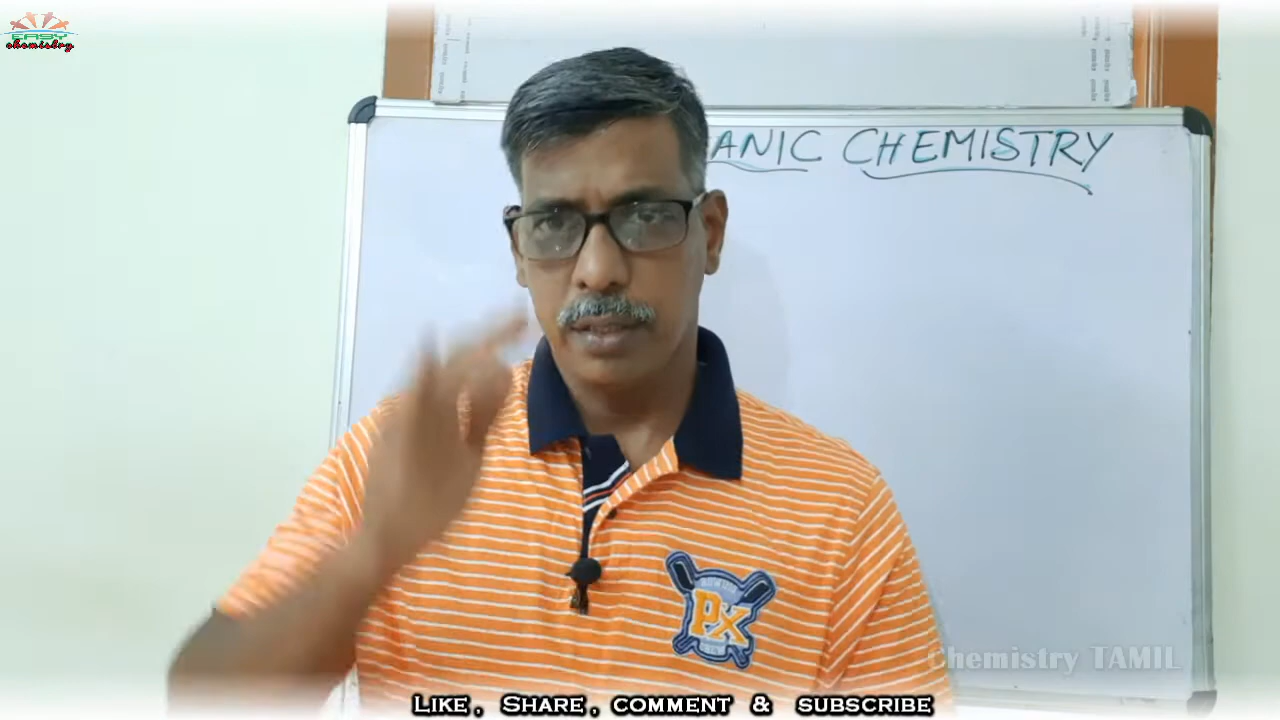 EASY
chemistry
ANIC CHEMISTRY
PX
Chemistry TAMIL
LIKE, SHARE, COMMENT & SUBSCRIBE